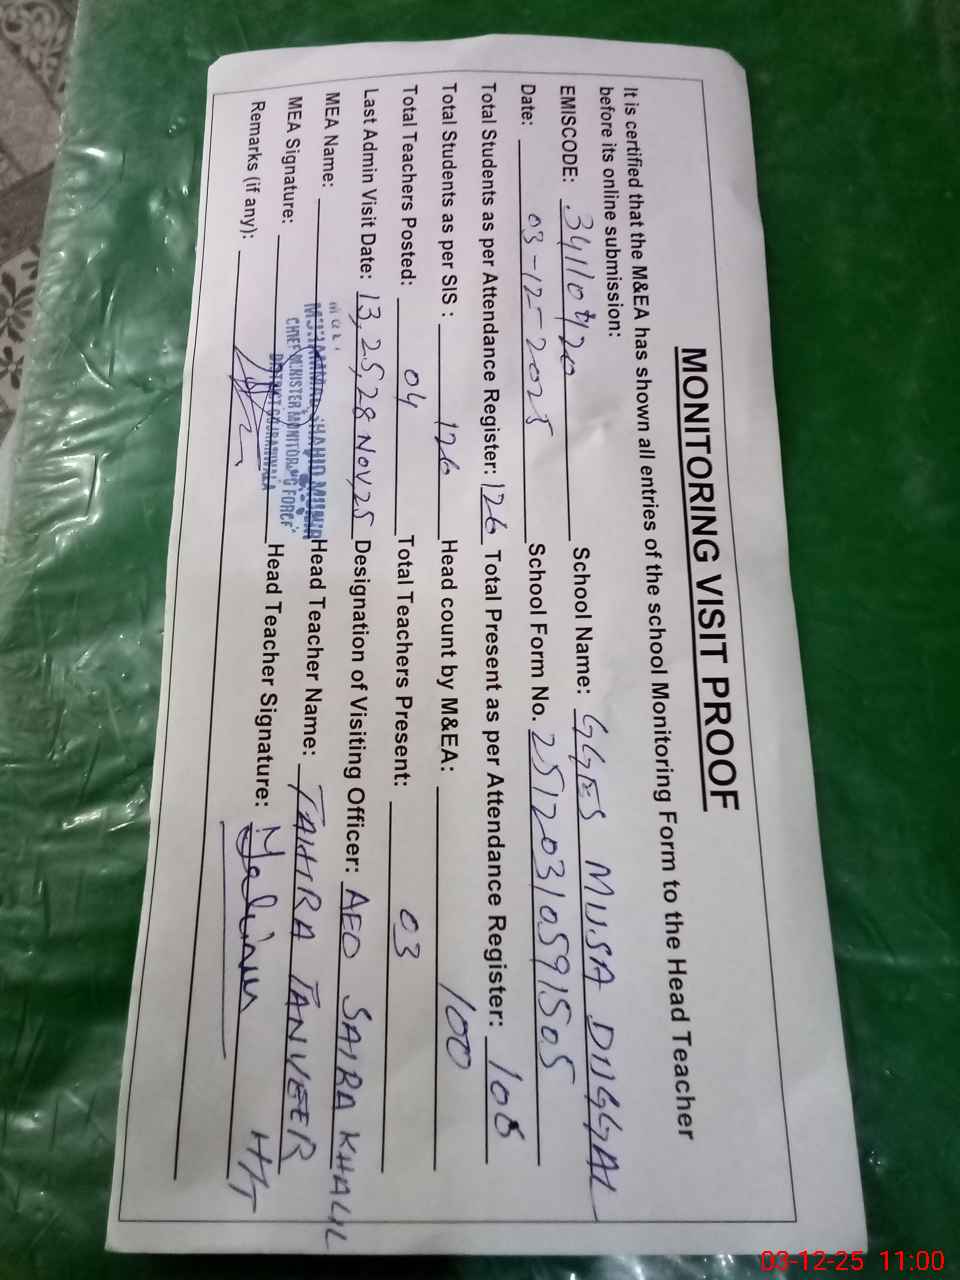 MONITORING VISIT PROOF
It is certified that the M&EA has shown all entries of the school Monitoring Form to the Head Teacher
before its online submission:
EMISCODE: 34110420 School Name: GGES MUSA DUGGAL
Date: 03-12-2025 School Form No. 25120310591505
Total Students as per Attendance Register: 126 Total Present as per Attendance Register:
Total Students as per SIS : 126 Head count by M&EA: 100
Total Teachers Posted: 04 Total Teachers Present: 03
Last Admin Visit Date: 13, 25, 28 Nov, 25 Designation of Visiting Officer: AEO SAIRA KHALIL
MEA Name: Head Teacher Name: TAHIRA TANVEER
CHIEF MINISTER MONITORING FORCE
DISTRICT GUJRANWALA
MEA Signature: Head Teacher Signature:
Remarks (if any): HT
03-12-25 11:00